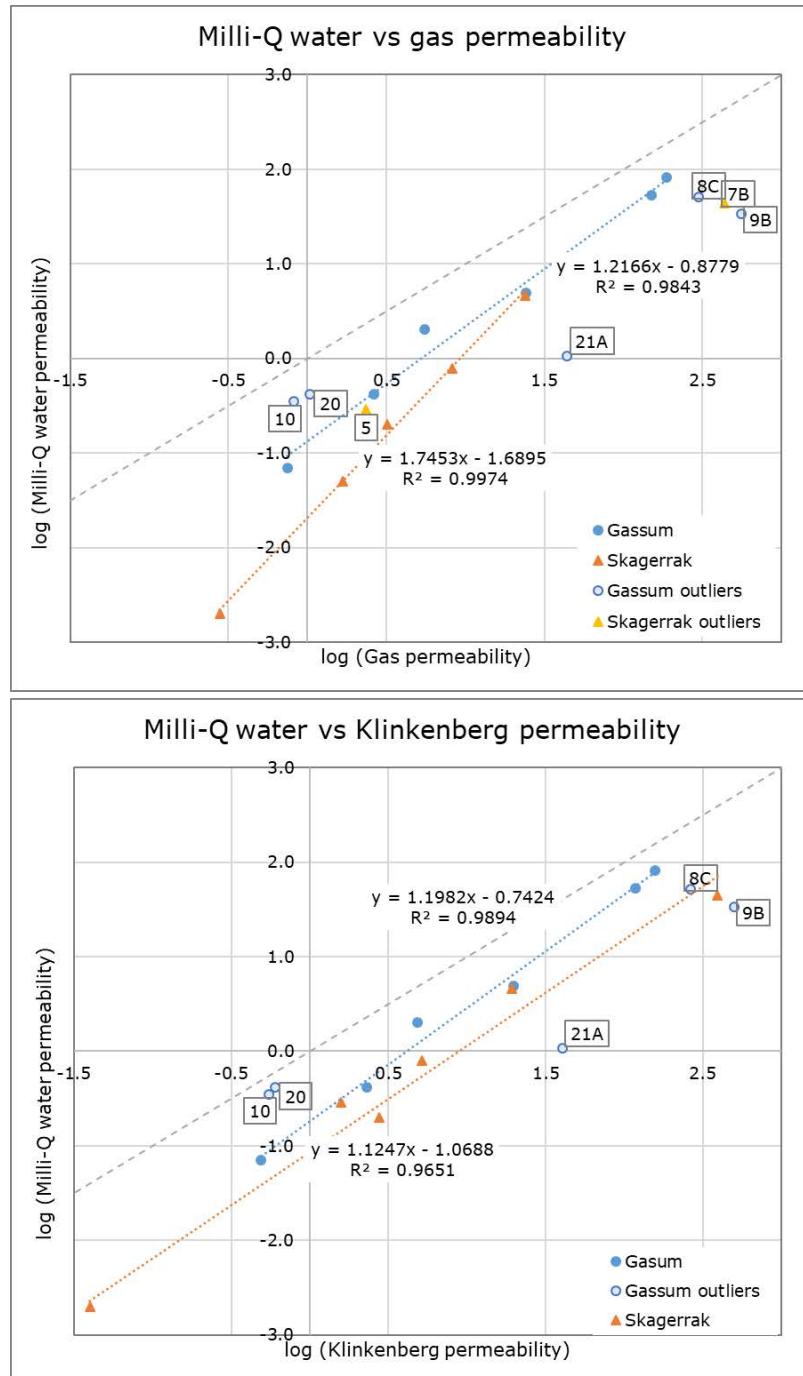 Milli-Q water vs gas permeability
3.0
2.0
1.0
0.0
-1.0
-2.0
-3.0
-1.5
-0.5
0.5
1.5
2.5
log (Milli-Q water permeability)
log (Gas permeability)
8C
7B
9B
y = 1.2166x - 0.8779
R² = 0.9843
21A
10
20
5
y = 1.7453x - 1.6895
R² = 0.9974
Gassum
Skagerrak
Gassum outliers
Skagerrak outliers
Milli-Q water vs Klinkenberg permeability
3.0
2.0
1.0
0.0
-1.0
-2.0
-3.0
-1.5
-0.5
0.5
1.5
2.5
log (Milli-Q water permeability)
log (Klinkenberg permeability)
8C
9B
y = 1.1982x - 0.7424
R² = 0.9894
21A
10
20
y = 1.1247x - 1.0688
R² = 0.9651
Gasum
Gassum outliers
Skagerrak